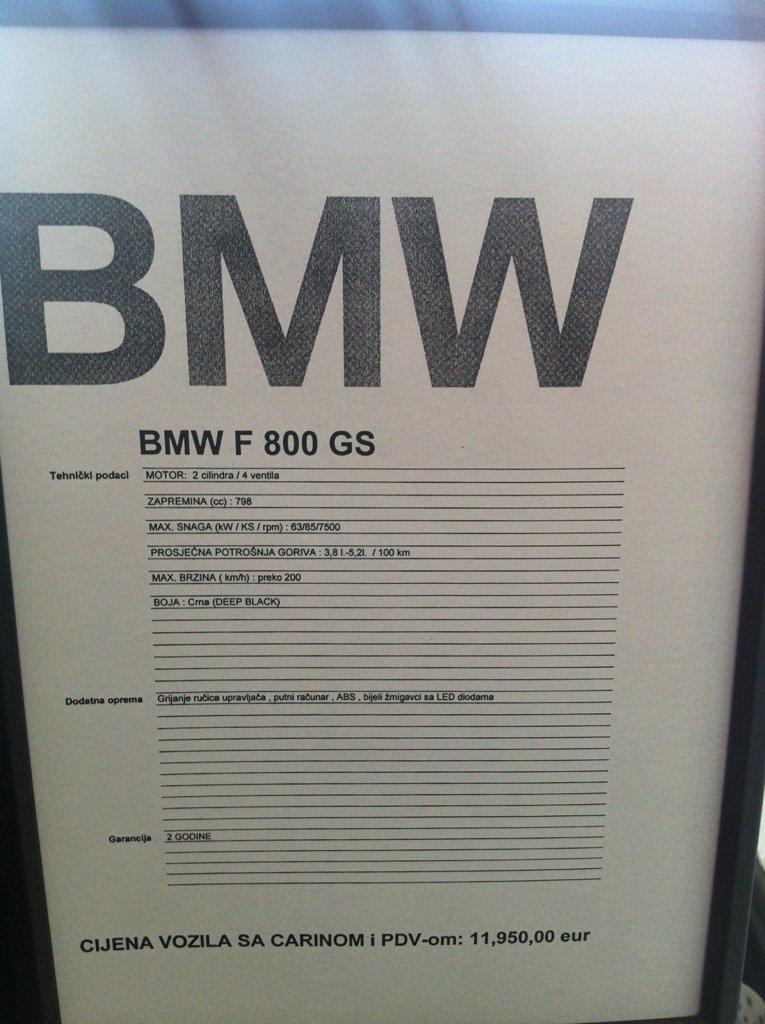 BMW
BMW F 800 GS
Tehnički podaci MOTOR: 2 cilindra / 4 ventila
ZAPREMINA (cc) : 798
MAX. SNAGA (kW / KS / rpm) : 63/85/7500
PROSJEČNA POTROŠNJA GORIVA : 3,8 l.-5,2l. / 100 km
MAX. BRZINA ( km/h) : preko 200
BOJA : Crna (DEEP BLACK)
Dodatna oprema Grijanje ručica upravljača , putni računar , ABS , bijeli žmigavci sa LED diodama
Garancija 2 GODINE
CIJENA VOZILA SA CARINOM i PDV-om: 11,950,00 eur